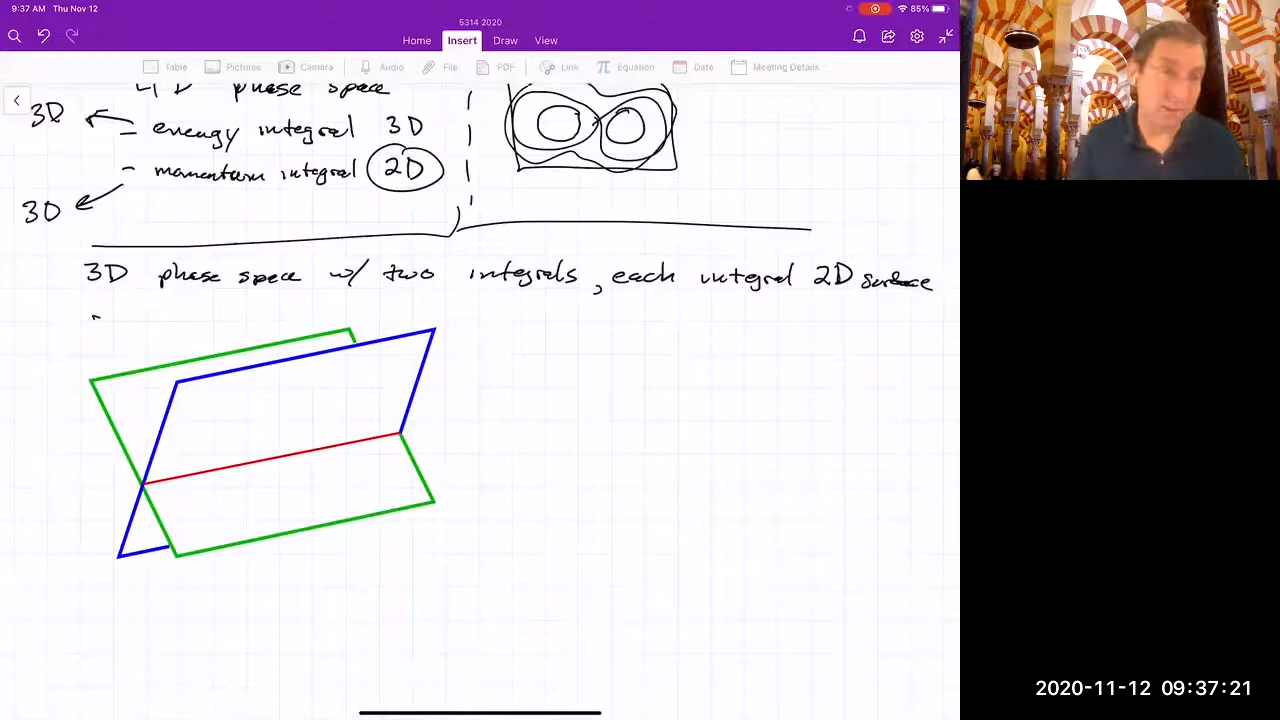 9:37 AM Thu Nov 12
85%
5314 2020
Home Insert Draw View
Table Pictures Camera Audio File PDF Link Equation Date Meeting Details
4D phase space
3D
- energy integral 3D
- momentum integral 2D
3D
3D phase space w/ two integrals, each integral 2D surface
2020-11-12 09:37:21